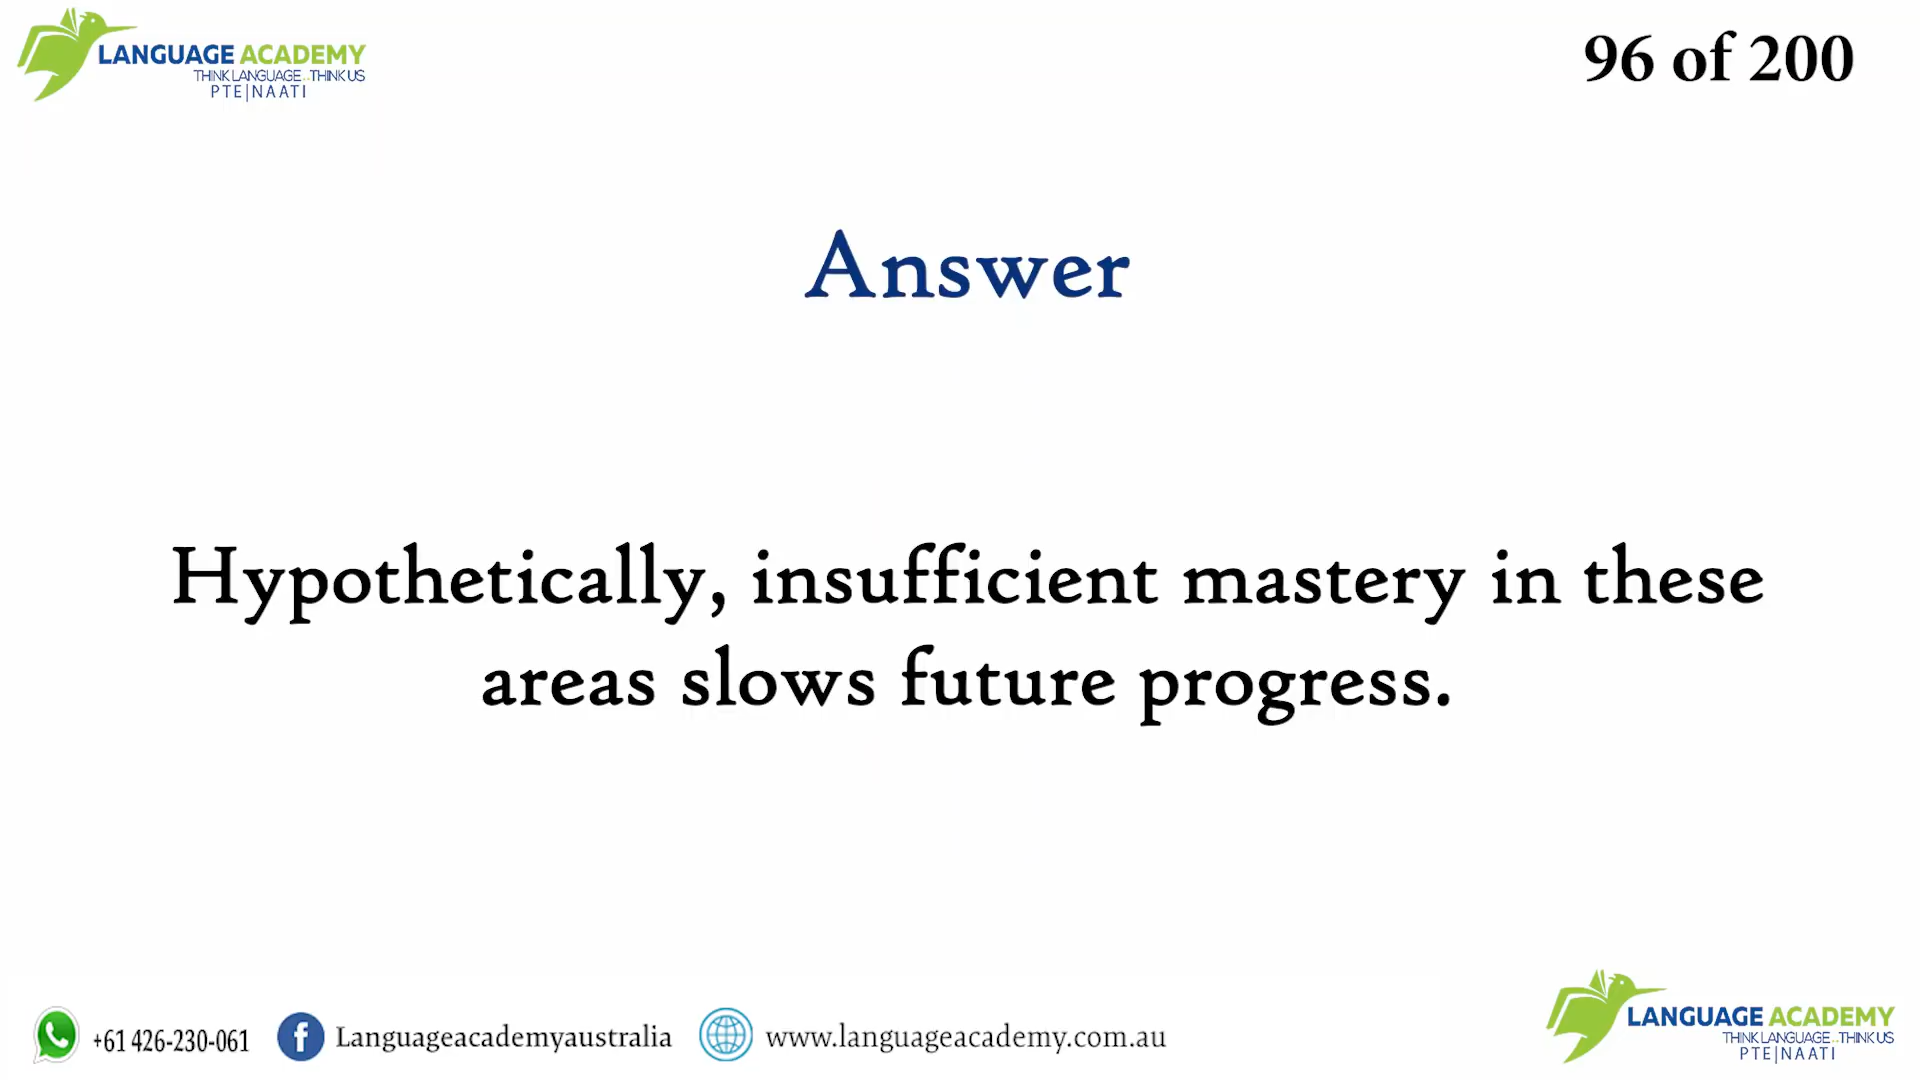 LANGUAGE ACADEMY
THINK LANGUAGE..THINK US
PTE|NAATI
96 of 200
Answer
Hypothetically, insufficient mastery in these
areas slows future progress.
+61 426-230-061
Languageacademyaustralia
www.languageacademy.com.au
LANGUAGE ACADEMY
THINK LANGUAGE..THINK US
PTE|NAATI